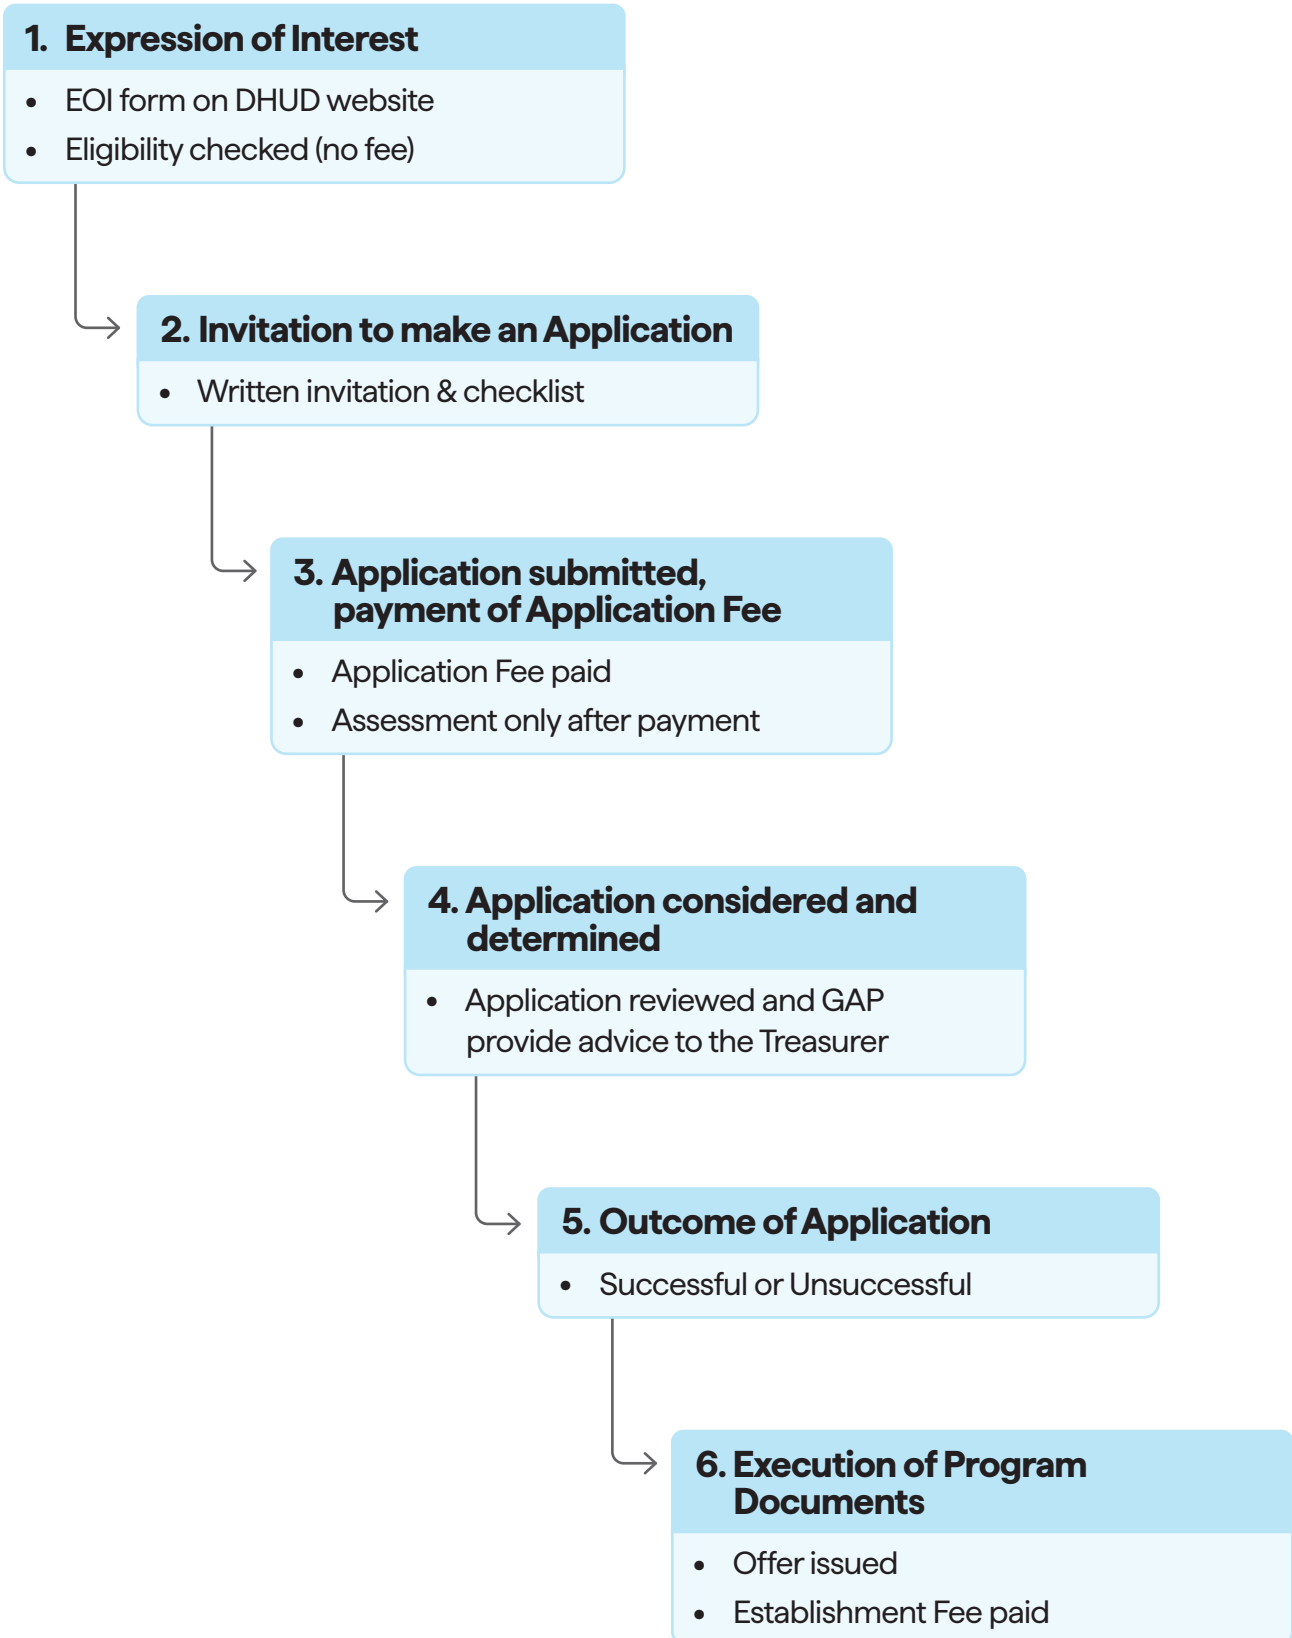 1. Expression of Interest
• EOI form on DHUD website
• Eligibility checked (no fee)
2. Invitation to make an Application
• Written invitation & checklist
3. Application submitted,
payment of Application Fee
• Application Fee paid
• Assessment only after payment
4. Application considered and
determined
• Application reviewed and GAP
provide advice to the Treasurer
5. Outcome of Application
• Successful or Unsuccessful
6. Execution of Program
Documents
• Offer issued
• Establishment Fee paid